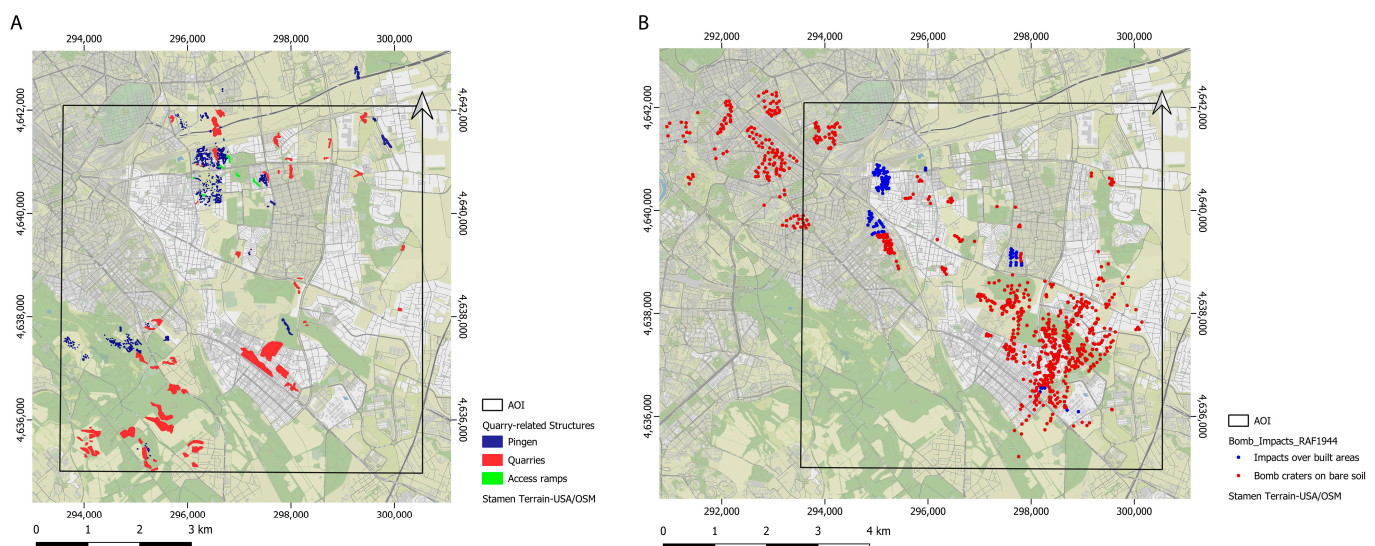 A
294,000 296,000 298,000 300,000
4,642,000
4,642,000
4,640,000
4,640,000
4,638,000
4,638,000
4,636,000
4,636,000
294,000 296,000 298,000 300,000
0 1 2 3 km
AOI
Quarry-related Structures
Pingen
Quarries
Access ramps
Stamen Terrain-USA/OSM
B
292,000 294,000 296,000 298,000 300,000
4,642,000
4,642,000
4,640,000
4,640,000
4,638,000
4,638,000
4,636,000
4,636,000
292,000 294,000 296,000 298,000 300,000
0 1 2 3 4 km
AOI
Bomb_Impacts_RAF1944
Impacts over built areas
Bomb craters on bare soil
Stamen Terrain-USA/OSM